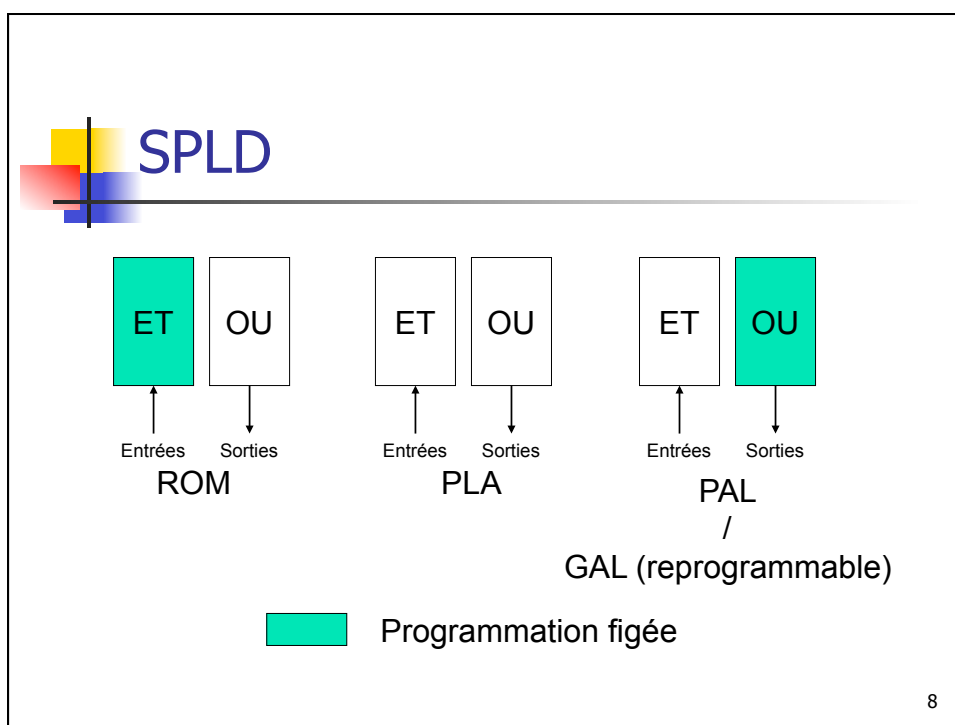 SPLD
ET OU ET OU ET OU
Entrées Sorties Entrées Sorties Entrées Sorties
ROM PLA PAL
/
GAL (reprogrammable)
Programmation figée
8